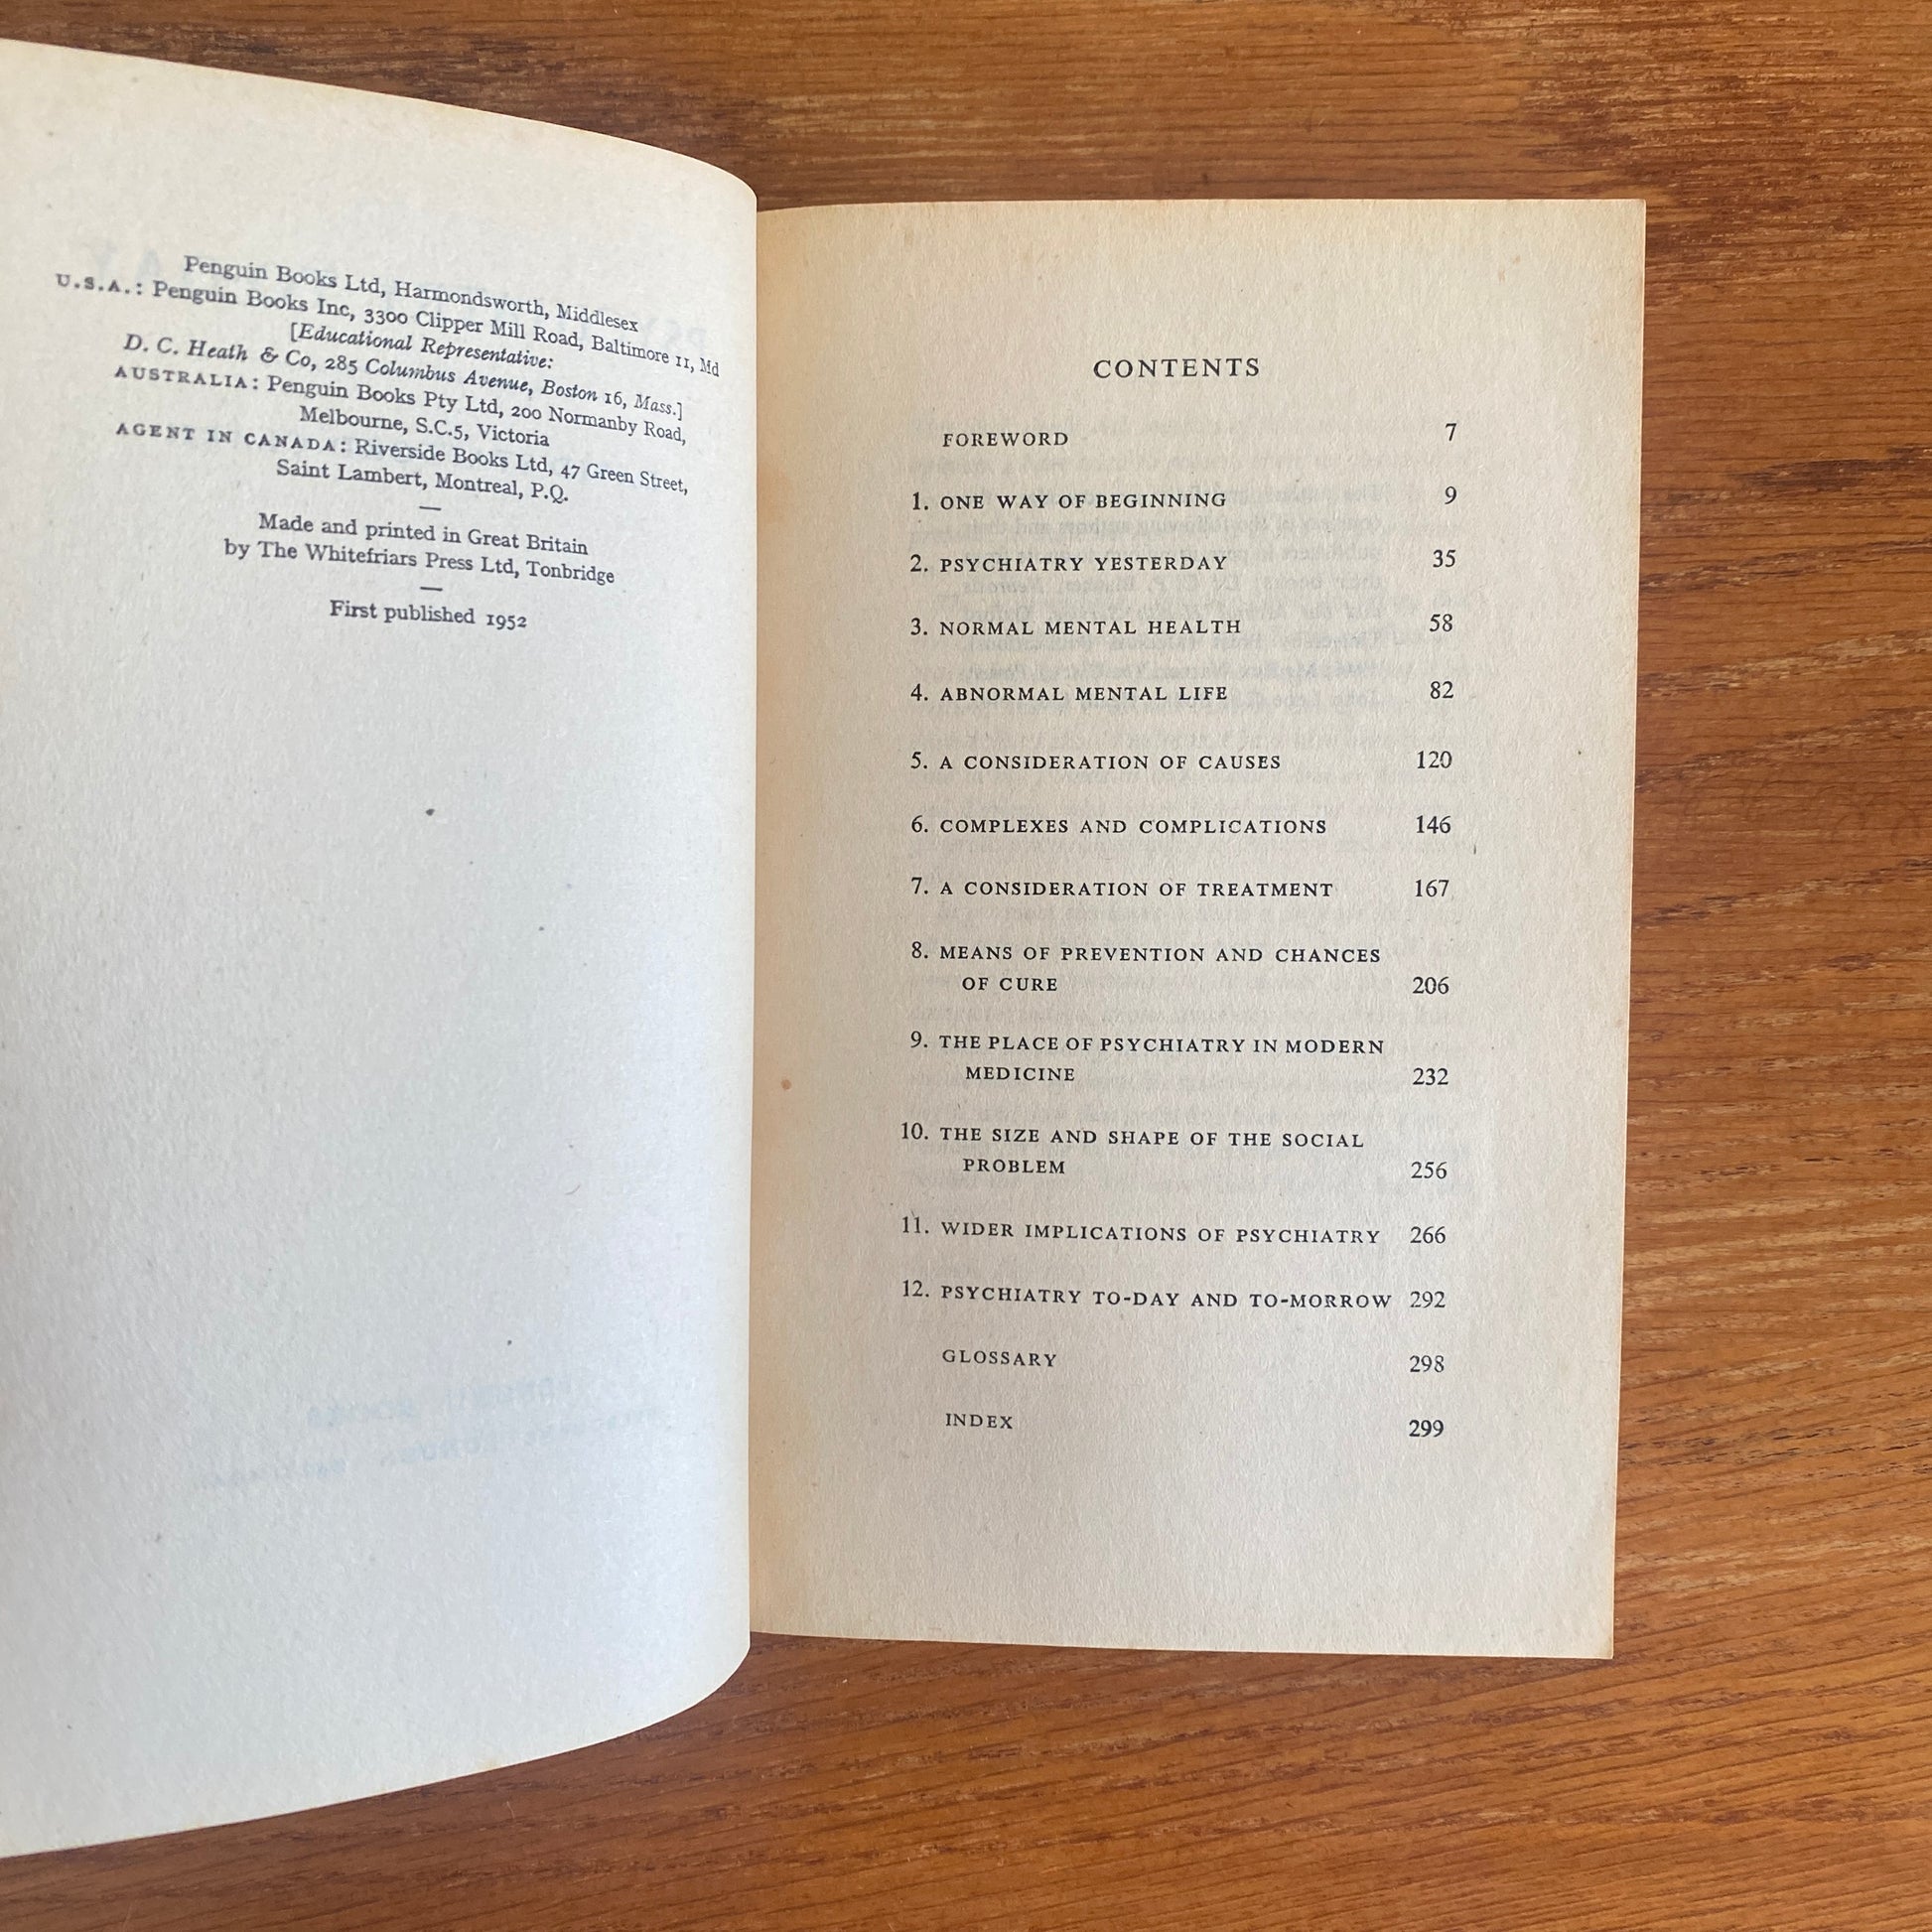 Penguin Books Ltd, Harmondsworth, Middlesex
U.S.A.: Penguin Books Inc, 3300 Clipper Mill Road, Baltimore 11, Md
[Educational Representative:
D. C. Heath & Co, 285 Columbus Avenue, Boston 16, Mass.]
AUSTRALIA: Penguin Books Pty Ltd, 200 Normanby Road,
Melbourne, S.C.5, Victoria
AGENT IN CANADA: Riverside Books Ltd, 47 Green Street,
Saint Lambert, Montreal, P.Q.
—
Made and printed in Great Britain
by The Whitefriars Press Ltd, Tonbridge
—
First published 1952
CONTENTS
FOREWORD 7
1. ONE WAY OF BEGINNING 9
2. PSYCHIATRY YESTERDAY 35
3. NORMAL MENTAL HEALTH 58
4. ABNORMAL MENTAL LIFE 82
5. A CONSIDERATION OF CAUSES 120
6. COMPLEXES AND COMPLICATIONS 146
7. A CONSIDERATION OF TREATMENT 167
8. MEANS OF PREVENTION AND CHANCES
OF CURE 206
9. THE PLACE OF PSYCHIATRY IN MODERN
MEDICINE 232
10. THE SIZE AND SHAPE OF THE SOCIAL
PROBLEM 256
11. WIDER IMPLICATIONS OF PSYCHIATRY 266
12. PSYCHIATRY TO-DAY AND TO-MORROW 292
GLOSSARY 298
INDEX 299